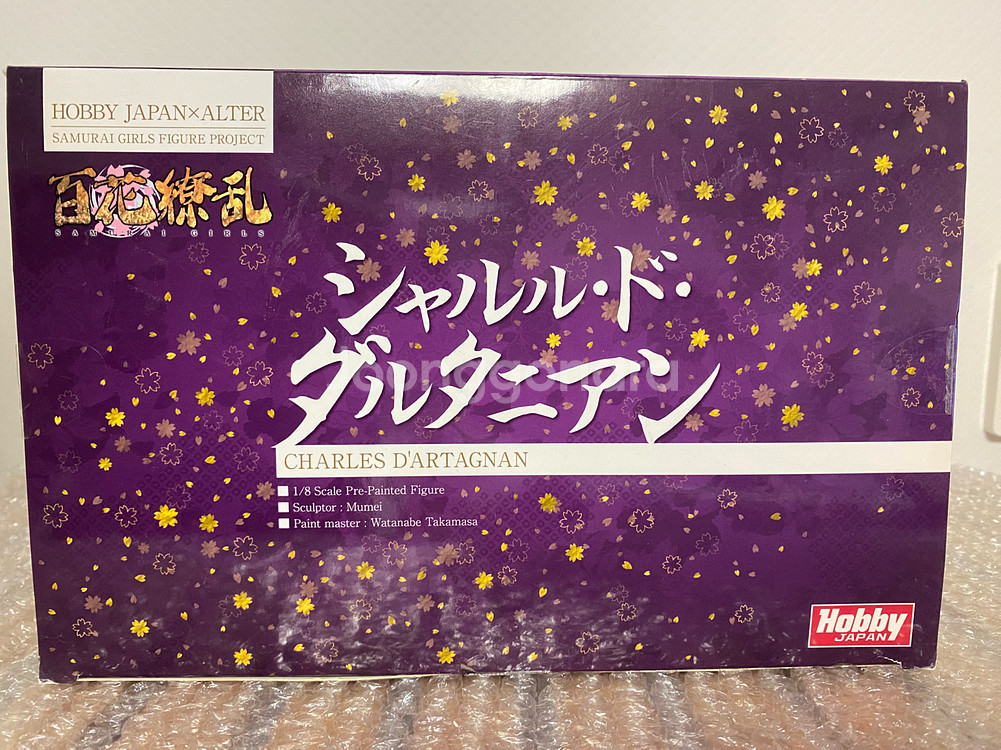 HOBBY JAPAN×ALTER
SAMURAI GIRLS FIGURE PROJECT
百花繚乱
SAMURAI GIRLS
シャルル・ド・
ダルタニアン
joonggonara
CHARLES D'ARTAGNAN
1/8 Scale Pre-Painted Figure
Sculptor : Mumei
Paint master : Watanabe Takamasa
Hobby
JAPAN